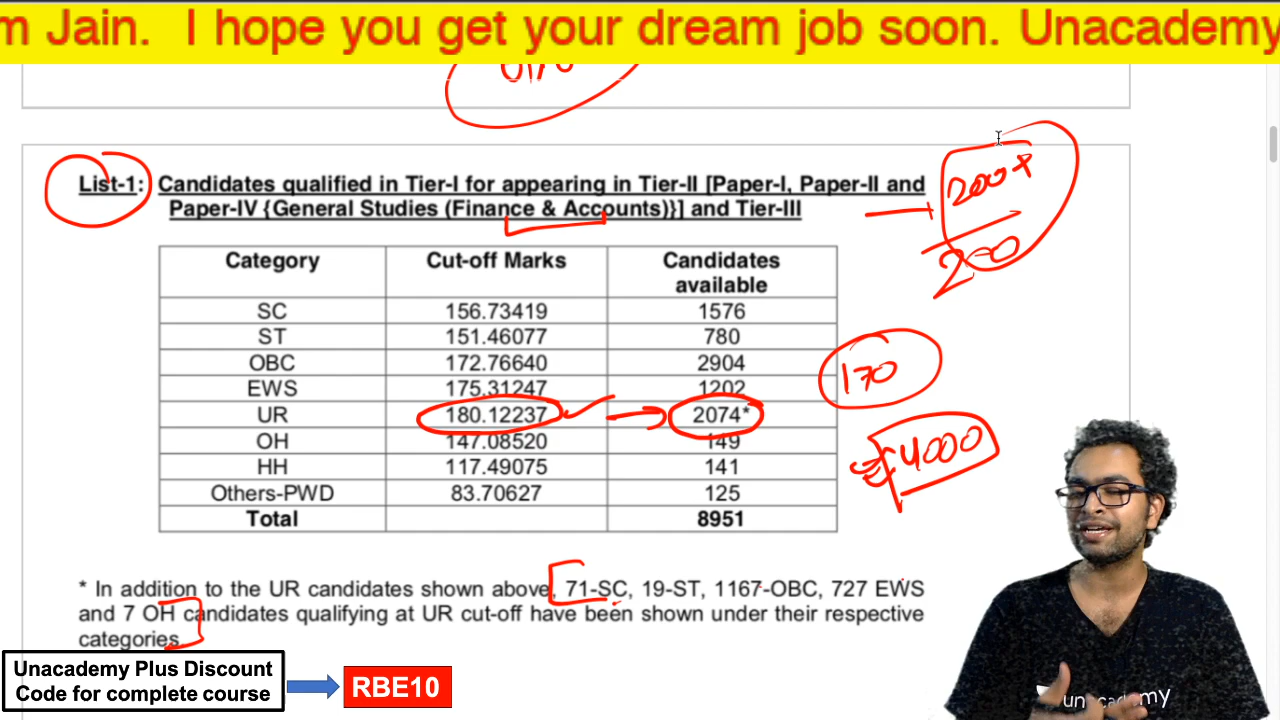 m Jain. I hope you get your dream job soon. Unacademy
List-1: Candidates qualified in Tier-I for appearing in Tier-II [Paper-I, Paper-II and
Paper-IV {General Studies (Finance & Accounts)}] and Tier-III
200+
200
Category Cut-off Marks Candidates available
SC 156.73419 1576
ST 151.46077 780
OBC 172.76640 2904
EWS 175.31247 1202
UR 180.12237 2074*
OH 147.08520 149
HH 117.49075 141
Others-PWD 83.70627 125
Total 8951
170
4000
* In addition to the UR candidates shown above, 71-SC, 19-ST, 1167-OBC, 727 EWS
and 7 OH candidates qualifying at UR cut-off have been shown under their respective
categories.
Unacademy Plus Discount
Code for complete course
RBE10
unacademy